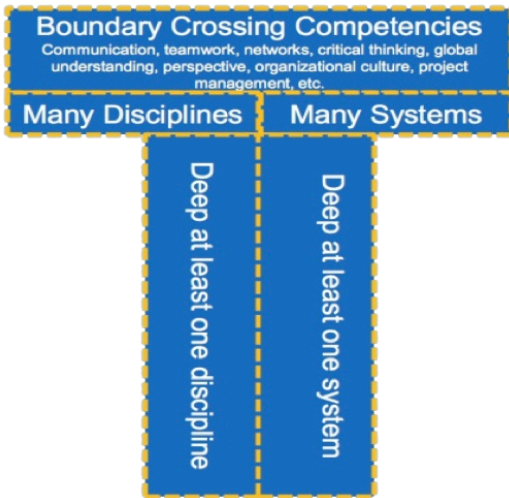 Boundary Crossing Competencies
Communication, teamwork, networks, critical thinking, global
understanding, perspective, organizational culture, project
management, etc.
Many Disciplines
Many Systems
Deep at least one discipline
Deep at least one system